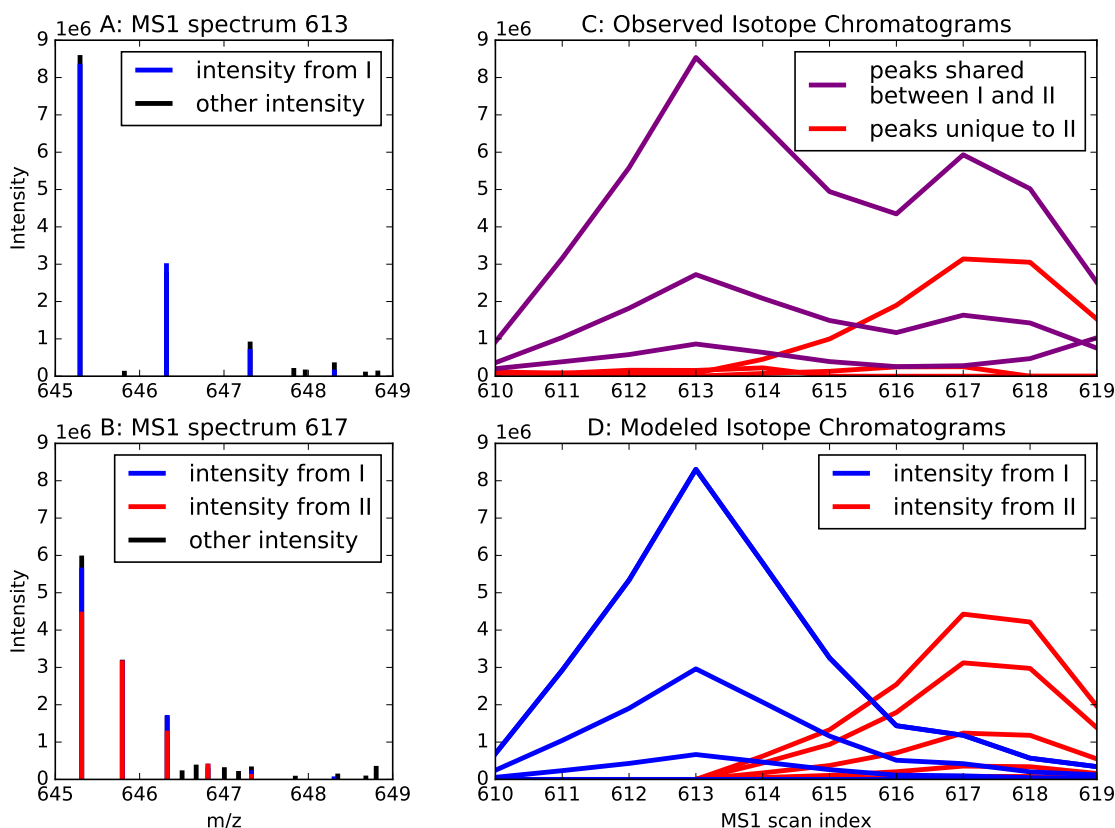 A: MS1 spectrum 613
1e6
9
8
7
6
5
4
3
2
1
0
Intensity
intensity from I
other intensity
645 646 647 648 649
C: Observed Isotope Chromatograms
1e6
9
8
7
6
5
4
3
2
1
0
peaks shared
between I and II
peaks unique to II
610 611 612 613 614 615 616 617 618 619
B: MS1 spectrum 617
1e6
9
8
7
6
5
4
3
2
1
0
Intensity
intensity from I
intensity from II
other intensity
645 646 647 648 649
m/z
D: Modeled Isotope Chromatograms
1e6
9
8
7
6
5
4
3
2
1
0
intensity from I
intensity from II
610 611 612 613 614 615 616 617 618 619
MS1 scan index